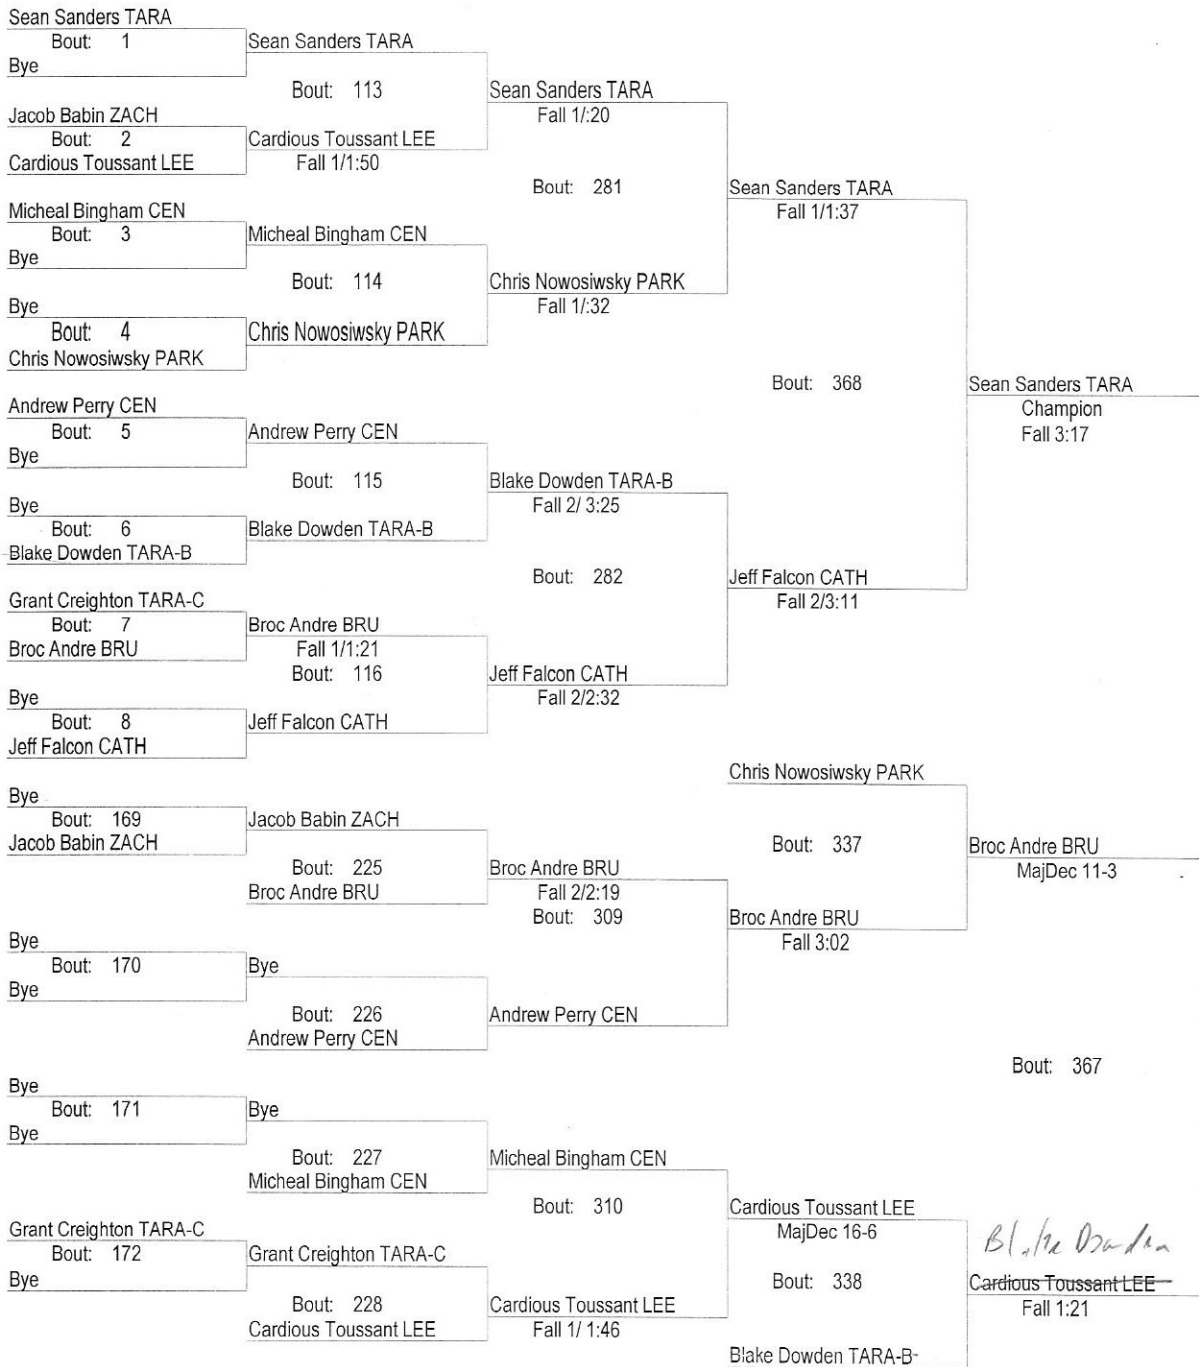 Sean Sanders TARA
Bout: 1
Bye
Sean Sanders TARA
Bout: 113
Jacob Babin ZACH
Bout: 2
Cardious Toussant LEE
Cardious Toussant LEE
Fall 1/1:50
Sean Sanders TARA
Fall 1/:20
Bout: 281
Micheal Bingham CEN
Bout: 3
Bye
Micheal Bingham CEN
Bout: 114
Bye
Bout: 4
Chris Nowosiwsky PARK
Chris Nowosiwsky PARK
Chris Nowosiwsky PARK
Fall 1/:32
Sean Sanders TARA
Fall 1/1:37
Bout: 368
Sean Sanders TARA
Champion
Fall 3:17
Andrew Perry CEN
Bout: 5
Bye
Andrew Perry CEN
Bout: 115
Bye
Bout: 6
Blake Dowden TARA-B
Blake Dowden TARA-B
Blake Dowden TARA-B
Fall 2/ 3:25
Bout: 282
Grant Creighton TARA-C
Bout: 7
Broc Andre BRU
Broc Andre BRU
Fall 1/1:21
Bout: 116
Bye
Bout: 8
Jeff Falcon CATH
Jeff Falcon CATH
Jeff Falcon CATH
Fall 2/2:32
Jeff Falcon CATH
Fall 2/3:11
Bye
Bout: 169
Jacob Babin ZACH
Jacob Babin ZACH
Bout: 225
Broc Andre BRU
Broc Andre BRU
Fall 2/2:19
Bout: 309
Bye
Bout: 170
Bye
Bye
Bout: 226
Andrew Perry CEN
Andrew Perry CEN
Chris Nowosiwsky PARK
Bout: 337
Broc Andre BRU
Fall 3:02
Broc Andre BRU
MajDec 11-3
Bout: 367
Bye
Bout: 171
Bye
Bye
Bout: 227
Micheal Bingham CEN
Micheal Bingham CEN
Bout: 310
Grant Creighton TARA-C
Bout: 172
Bye
Grant Creighton TARA-C
Bout: 228
Cardious Toussant LEE
Cardious Toussant LEE
Fall 1/ 1:46
Cardious Toussant LEE
MajDec 16-6
Bout: 338
Blake Dowden TARA-B
Cardious Toussant LEE
Fall 1:21